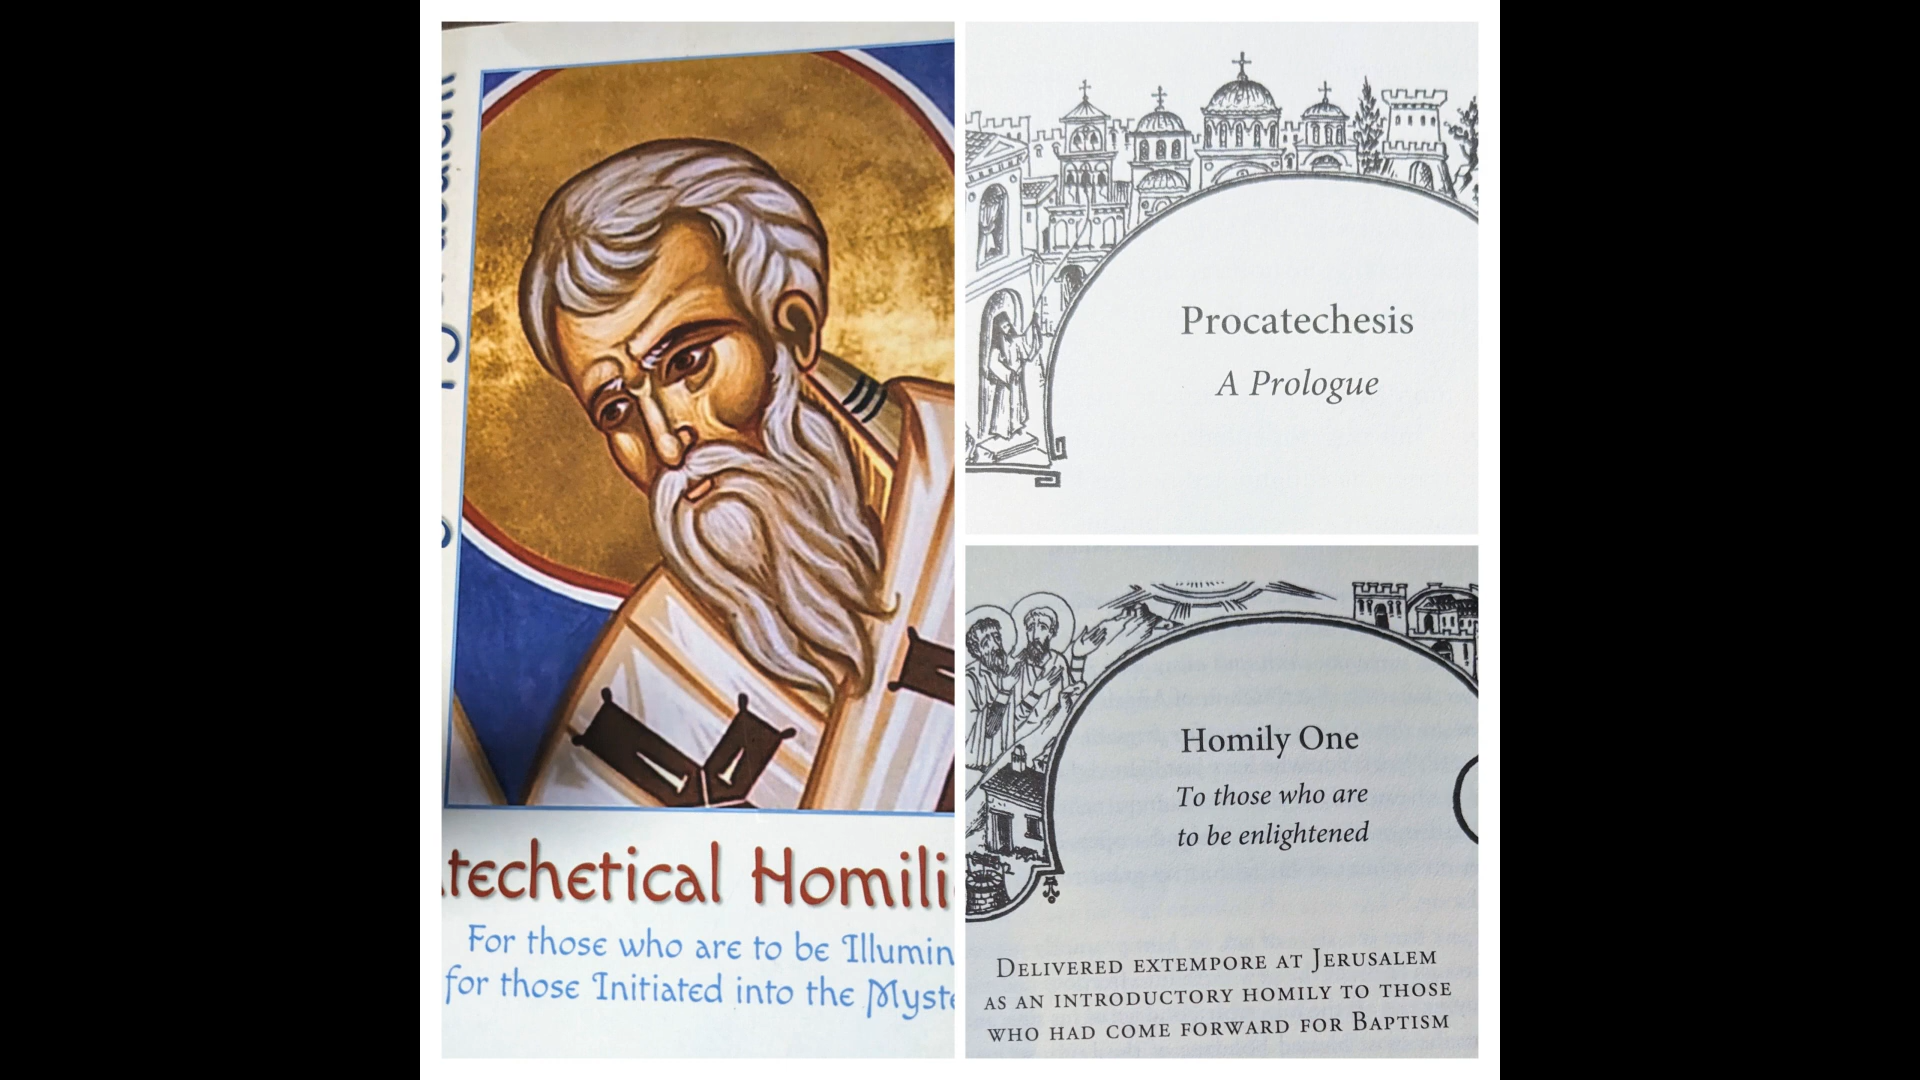 techetical Homili
For those who are to be Illumin
for those Initiated into the Myste
Procatechesis
A Prologue
Homily One
To those who are
to be enlightened
Delivered extempore at Jerusalem
as an introductory homily to those
who had come forward for Baptism